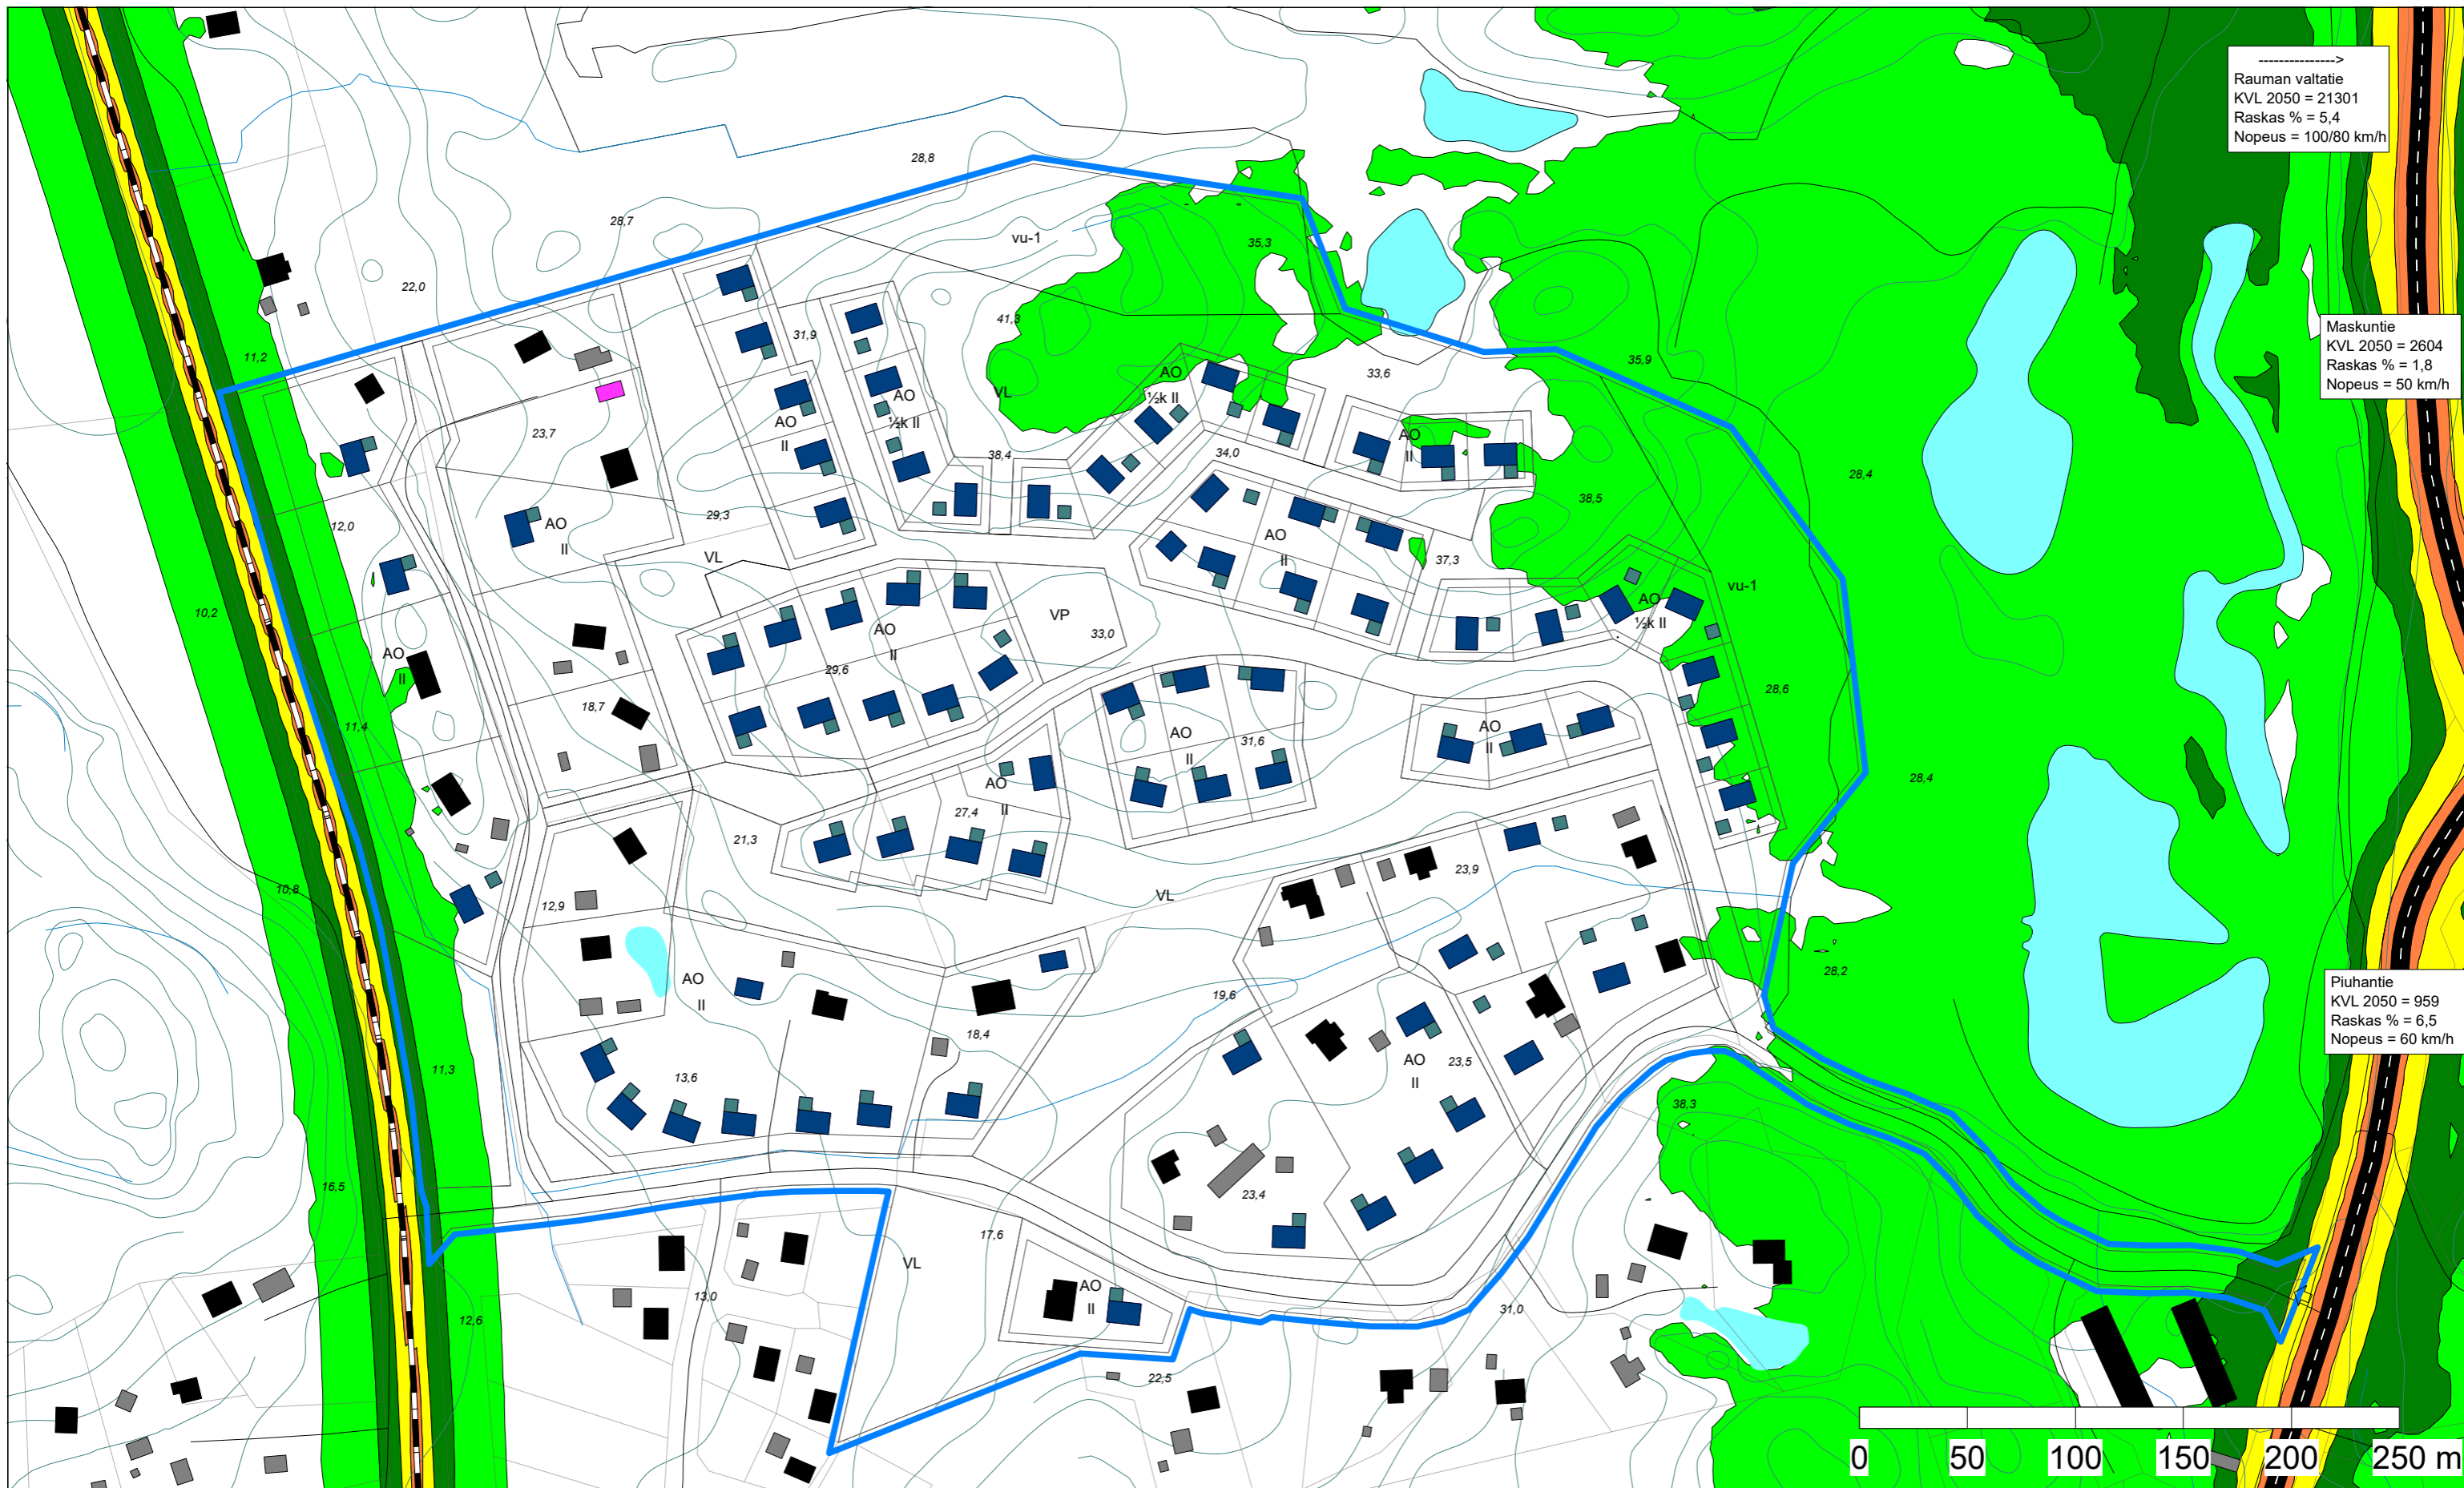 --------------->
Rauman valtatie
KVL 2050 = 21301
Raskas % = 5,4
Nopeus = 100/80 km/h
28,8
28,7
vu-1
35,3
22,0
41,3
31,9
Maskuntie
KVL 2050 = 2604
Raskas % = 1,8
Nopeus = 50 km/h
11,2
35,9
33,6
AO
½k II
VL
AO
½k II
AO
II
23,7
AO
II
38,4
34,0
28,4
38,5
29,3
12,0
AO
II
AO
II
VL
37,3
vu-1
AO
½k II
10,2
VP
33,0
AO
II
AO
II
29,6
28,6
18,7
11,4
AO
II
31,6
AO
II
28,4
AO
II
27,4
21,3
23,9
10,8
VL
12,9
28,2
AO
II
19,6
Piuhantie
KVL 2050 = 959
Raskas % = 6,5
Nopeus = 60 km/h
18,4
11,3
13,6
AO
II
23,5
38,3
16,5
23,4
17,6
VL
AO
II
13,0
31,0
12,6
22,5
0 50 100 150 200 250 m